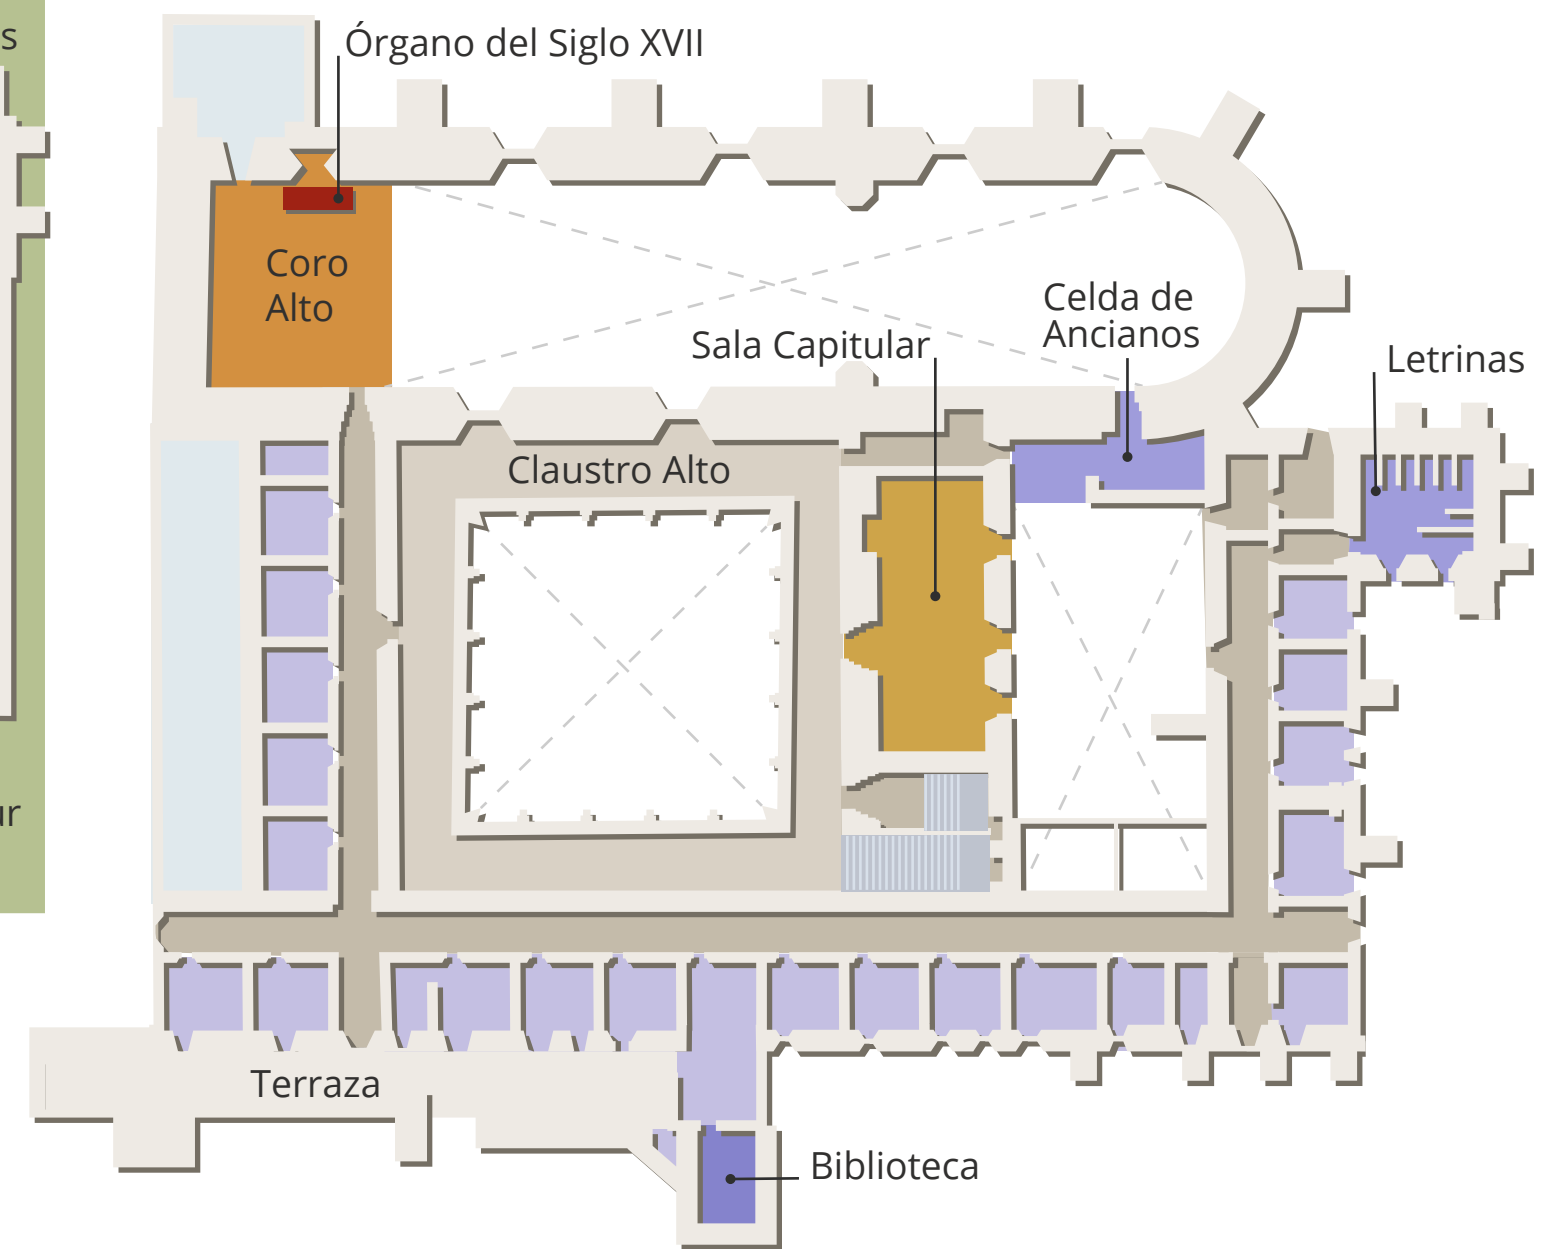 Órgano del Siglo XVII
Coro
Alto
Celda de
Ancianos
Sala Capitular
Letrinas
Claustro Alto
Terraza
Biblioteca